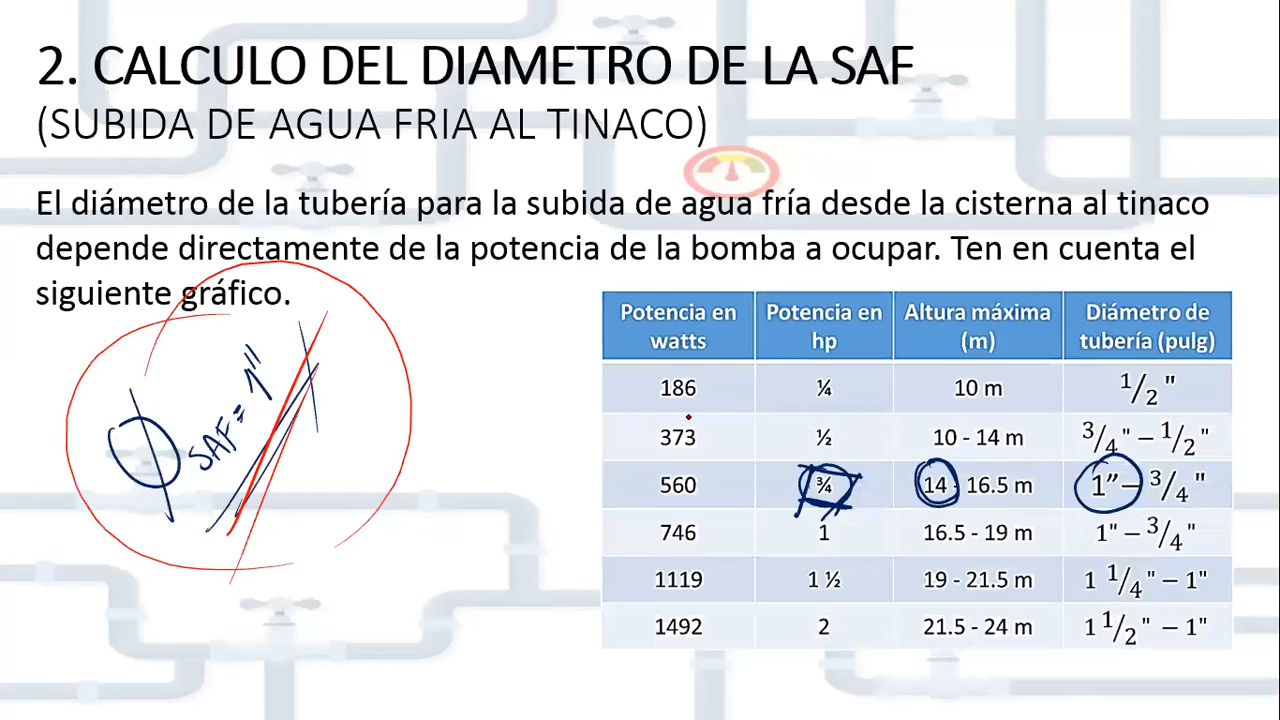 2. CALCULO DEL DIAMETRO DE LA SAF
(SUBIDA DE AGUA FRIA AL TINACO)
El diámetro de la tubería para la subida de agua fría desde la cisterna al tinaco
depende directamente de la potencia de la bomba a ocupar. Ten en cuenta el
siguiente gráfico.
Ø SAF = 1"
Potencia en watts Potencia en hp Altura máxima (m) Diámetro de tubería (pulg)
186 ¼ 10 m 1/2 "
373 ½ 10 - 14 m 3/4 " – 1/2 "
560 ¾ 14 - 16.5 m 1” – 3/4 "
746 1 16.5 - 19 m 1" – 3/4 "
1119 1 ½ 19 - 21.5 m 1 1/4 " – 1"
1492 2 21.5 - 24 m 1 1/2 " – 1"